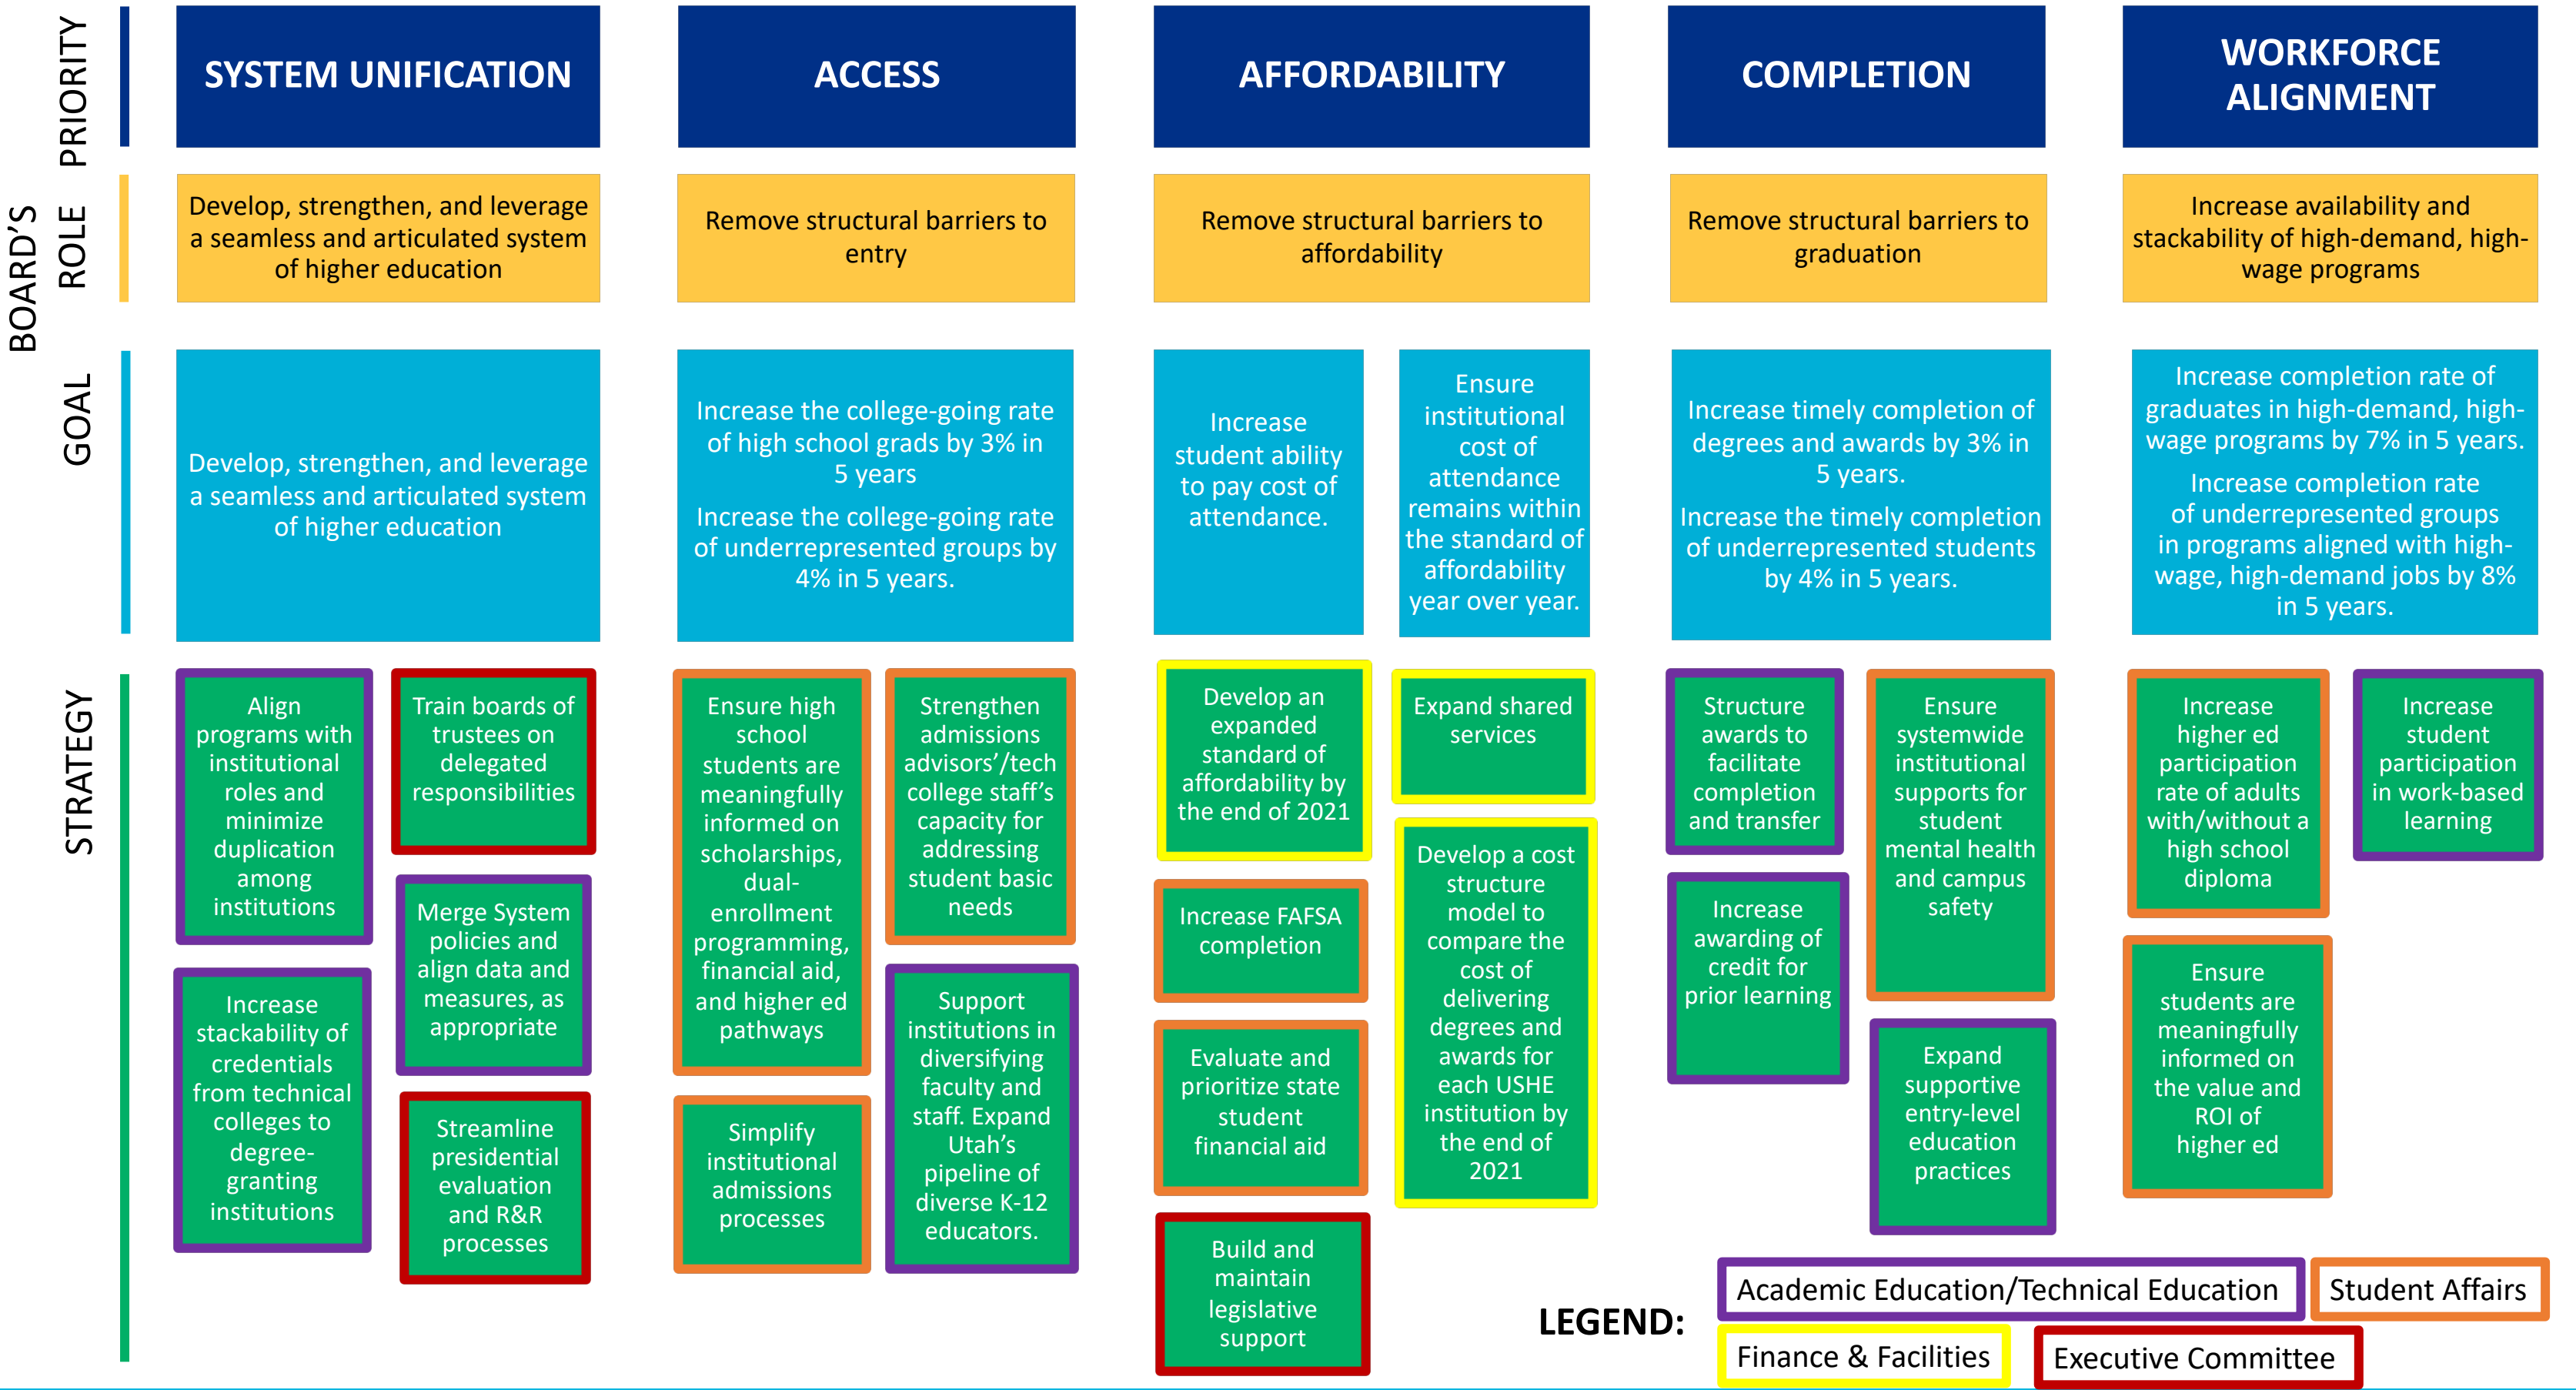 PRIORITY
SYSTEM UNIFICATION
ACCESS
AFFORDABILITY
COMPLETION
WORKFORCE
ALIGNMENT
BOARD'S
ROLE
Develop, strengthen, and leverage
a seamless and articulated system
of higher education
Remove structural barriers to
entry
Remove structural barriers to
affordability
Remove structural barriers to
graduation
Increase availability and
stackability of high-demand, high-
wage programs
GOAL
Develop, strengthen, and leverage
a seamless and articulated system
of higher education
Increase the college-going rate
of high school grads by 3% in
5 years
Increase the college-going rate
of underrepresented groups by
4% in 5 years.
Increase
student ability
to pay cost of
attendance.
Ensure
institutional
cost of
attendance
remains within
the standard of
affordability
year over year.
Increase timely completion of
degrees and awards by 3% in
5 years.
Increase the timely completion
of underrepresented students
by 4% in 5 years.
Increase completion rate of
graduates in high-demand, high-
wage programs by 7% in 5 years.
Increase completion rate
of underrepresented groups
in programs aligned with high-
wage, high-demand jobs by 8%
in 5 years.
STRATEGY
Align
programs with
institutional
roles and
minimize
duplication
among
institutions
Increase
stackability of
credentials
from technical
colleges to
degree-
granting
institutions
Train boards of
trustees on
delegated
responsibilities
Merge System
policies and
align data and
measures, as
appropriate
Streamline
presidential
evaluation
and R&R
processes
Ensure high
school
students are
meaningfully
informed on
scholarships,
dual-
enrollment
programming,
financial aid,
and higher ed
pathways
Simplify
institutional
admissions
processes
Strengthen
admissions
advisors'/tech
college staff's
capacity for
addressing
student basic
needs
Support
institutions in
diversifying
faculty and
staff. Expand
Utah's
pipeline of
diverse K-12
educators.
Develop an
expanded
standard of
affordability by
the end of 2021
Increase FAFSA
completion
Evaluate and
prioritize state
student
financial aid
Build and
maintain
legislative
support
Expand shared
services
Develop a cost
structure
model to
compare the
cost of
delivering
degrees and
awards for
each USHE
institution by
the end of
2021
Structure
awards to
facilitate
completion
and transfer
Increase
awarding of
credit for
prior learning
Ensure
systemwide
institutional
supports for
student
mental health
and campus
safety
Expand
supportive
entry-level
education
practices
Increase
higher ed
participation
rate of adults
with/without a
high school
diploma
Ensure
students are
meaningfully
informed on
the value and
ROI of
higher ed
Increase
student
participation
in work-based
learning
LEGEND:
Academic Education/Technical Education
Student Affairs
Finance & Facilities
Executive Committee